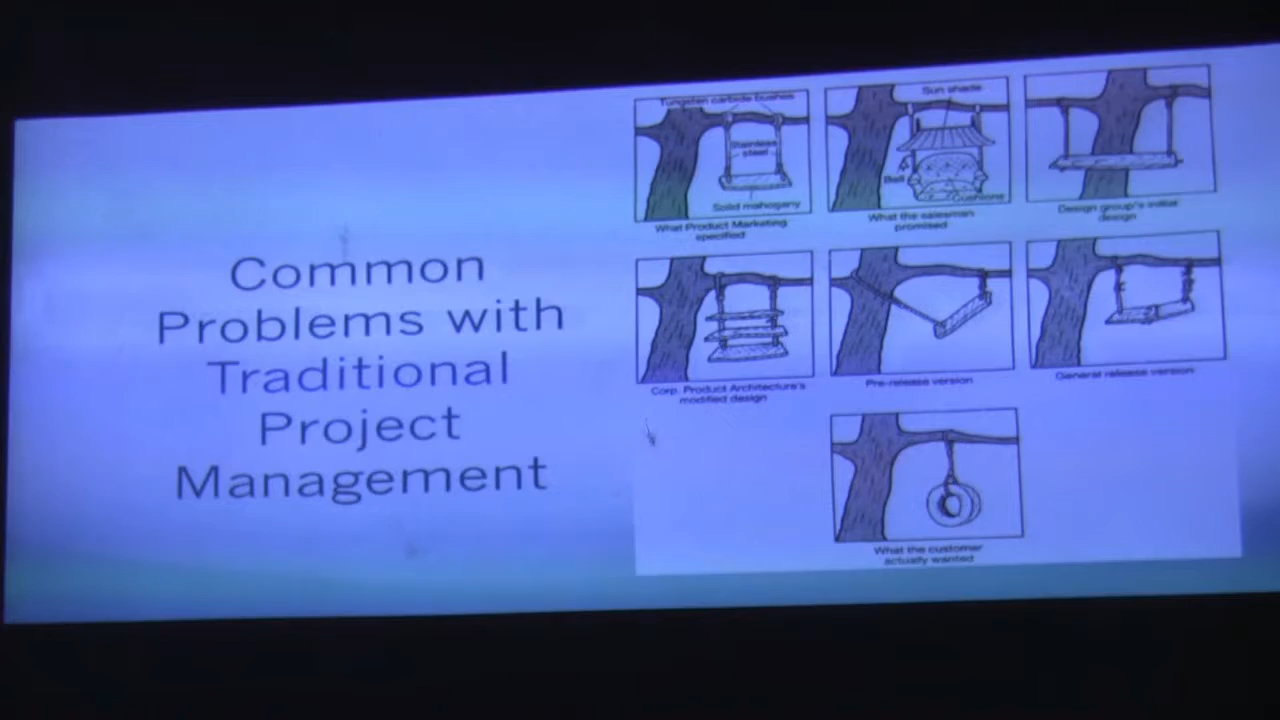 Common
Problems with
Traditional
Project
Management
Tungsten carbide bushes
Stainless
steel
Solid mahogany
What Product Marketing
specified
Sun shade
Bell
Cushions
What the salesman
promised
Design group's initial
design
Corp. Product Architecture's
modified design
Pre-release version
General release version
What the customer
actually wanted